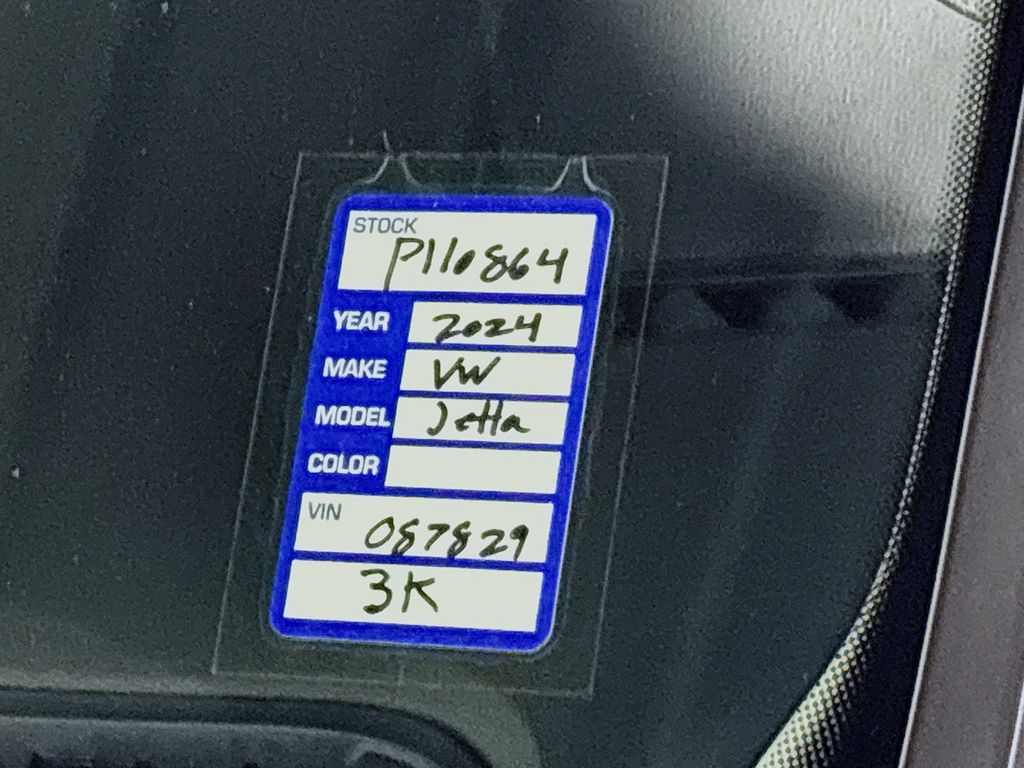 STOCK
P110864
YEAR 2024
MAKE VW
MODEL Jetta
COLOR
VIN
087829
3K